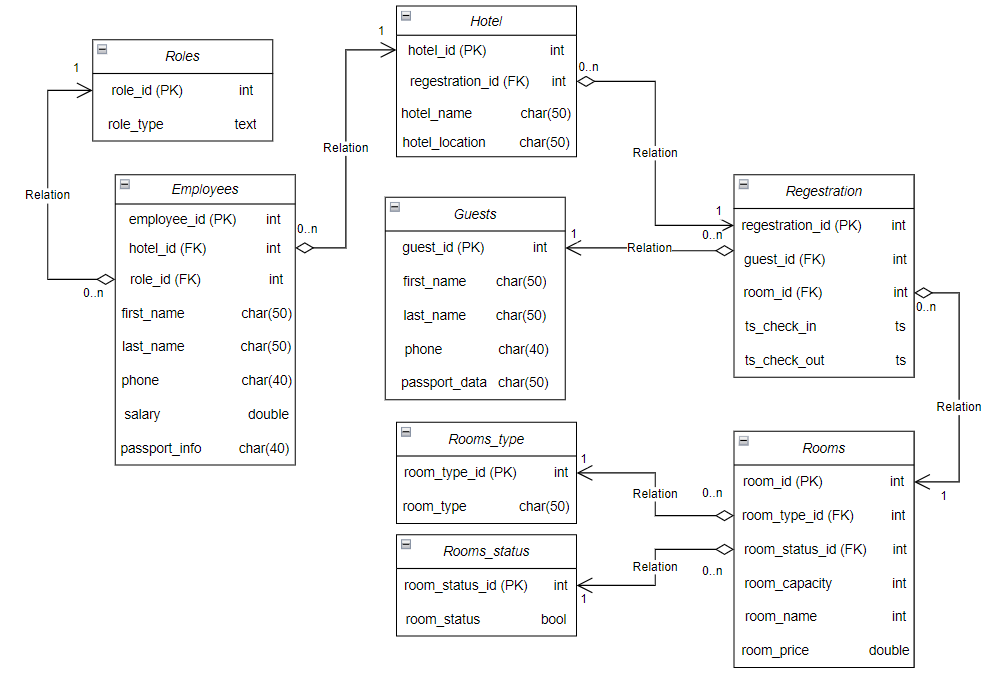 Hotel
hotel_id (PK) int
regestration_id (FK) int
hotel_name char(50)
hotel_location char(50)
1
0..n
Relation
Relation
Roles
role_id (PK) int
role_type text
1
Relation
0..n
Employees
employee_id (PK) int
hotel_id (FK) int
role_id (FK) int
first_name char(50)
last_name char(50)
phone char(40)
salary double
passport_info char(40)
0..n
Guests
guest_id (PK) int
first_name char(50)
last_name char(50)
phone char(40)
passport_data char(50)
1
Relation
Regestration
regestration_id (PK) int
guest_id (FK) int
room_id (FK) int
ts_check_in ts
ts_check_out ts
1
0..n
0..n
Relation
1
Rooms_type
room_type_id (PK) int
room_type char(50)
1
Relation
0..n
Rooms_status
room_status_id (PK) int
room_status bool
1
Relation
0..n
Rooms
room_id (PK) int
room_type_id (FK) int
room_status_id (FK) int
room_capacity int
room_name int
room_price double